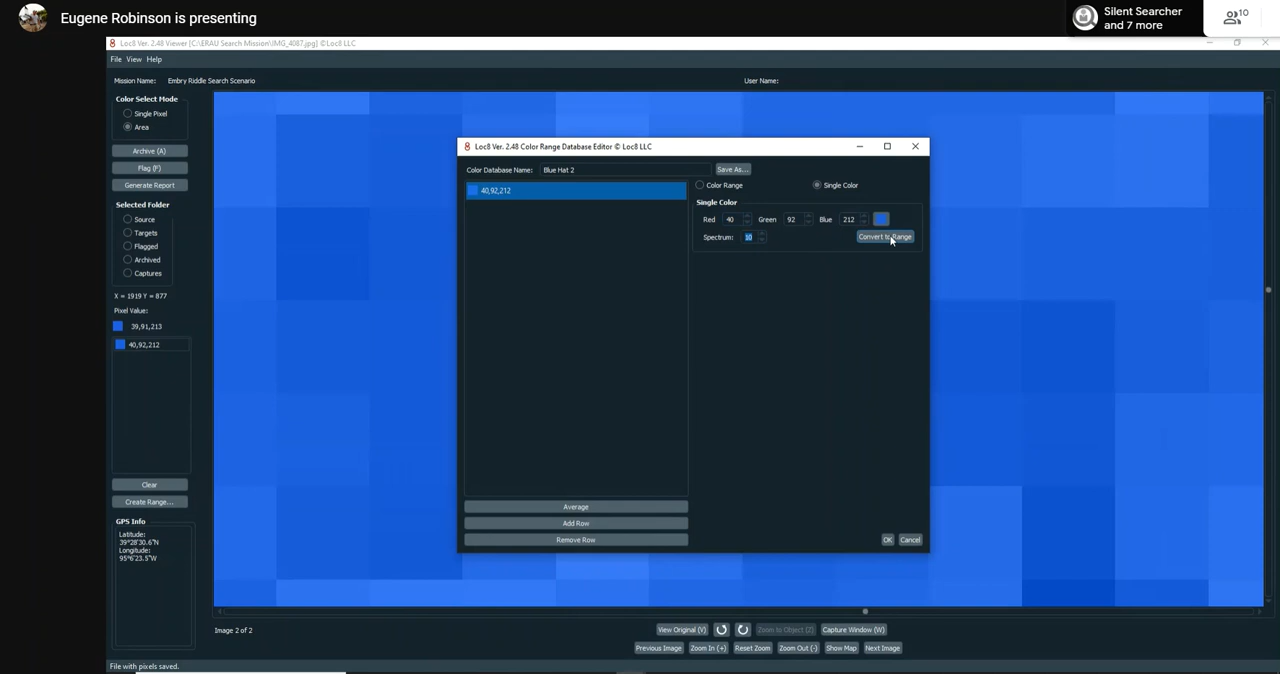 Eugene Robinson is presenting
Silent Searcher
and 7 more
10
Loc8 Ver. 2.48 Viewer [C:\ERAU Search Mission\IMG_4087.jpg] ©Loc8 LLC
File View Help
Mission Name: Embry Riddle Search Scenario
User Name:
Color Select Mode
Single Pixel
Area
Archive (A)
Flag (F)
Generate Report
Selected Folder
Source
Targets
Flagged
Archived
Captures
X = 1919 Y = 877
Pixel Value:
39,91,213
40,92,212
Clear
Create Range...
GPS Info
Latitude:
39°28'30.6"N
Longitude:
95°6'23.5"W
Loc8 Ver. 2.48 Color Range Database Editor © Loc8 LLC
Color Database Name: Blue Hat 2 Save As...
40,92,212
Color Range Single Color
Single Color
Red 40 Green 92 Blue 212
Spectrum: 10 Convert to Range
Average
Add Row
Remove Row
OK Cancel
Image 2 of 2
View Original (V) Zoom to Object (Z) Capture Window (W)
Previous Image Zoom In (+) Reset Zoom Zoom Out (-) Show Map Next Image
File with pixels saved.